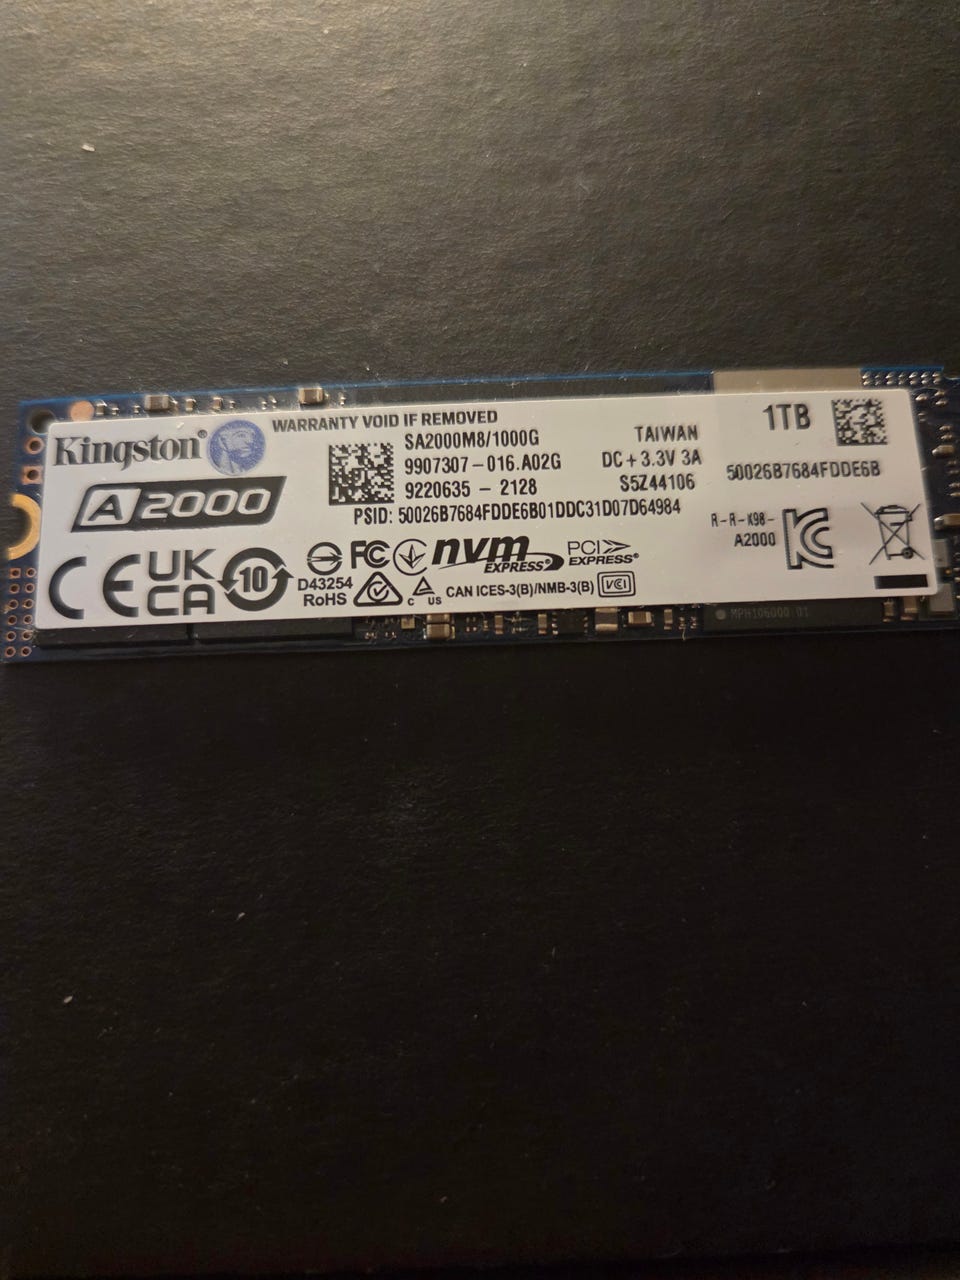 WARRANTY VOID IF REMOVED
Kingston®
A2000
SA2000M8/1000G
9907307-016.A02G
9220635 - 2128
PSID: 50026B7684FDDE6B01DDC31D07D64984
TAIWAN
DC+3.3V 3A
S5Z44106
1TB
50026B7684FDDE6B
R-R-K98-
A2000
CE
UK
CA
10
D43254
RoHS
FC
nvm
EXPRESS®
PCI
EXPRESS®
C US
CAN ICES-3(B)/NMB-3(B)
VCI
KC
MPH106000 01